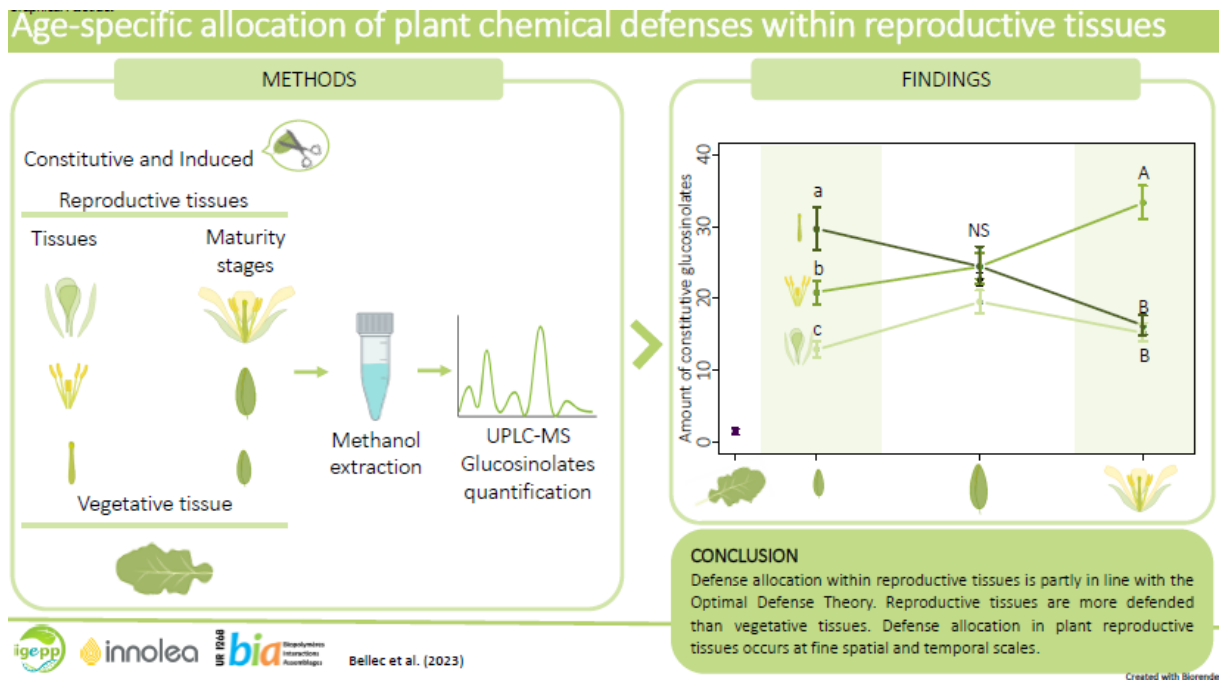 Age-specific allocation of plant chemical defenses within reproductive tissues
METHODS
Constitutive and Induced
Reproductive tissues
Tissues
Maturity
stages
Methanol
extraction
UPLC-MS
Glucosinolates
quantification
Vegetative tissue
FINDINGS
Amount of constitutive glucosinolates
40
30
20
10
0
a
b
c
NS
A
B
B
CONCLUSION
Defense allocation within reproductive tissues is partly in line with the
Optimal Defense Theory. Reproductive tissues are more defended
than vegetative tissues. Defense allocation in plant reproductive
tissues occurs at fine spatial and temporal scales.
igepp
innolea
UR 1268
bia
Biopolymères
Interactions
Assemblages
Bellec et al. (2023)
Created with Biorende